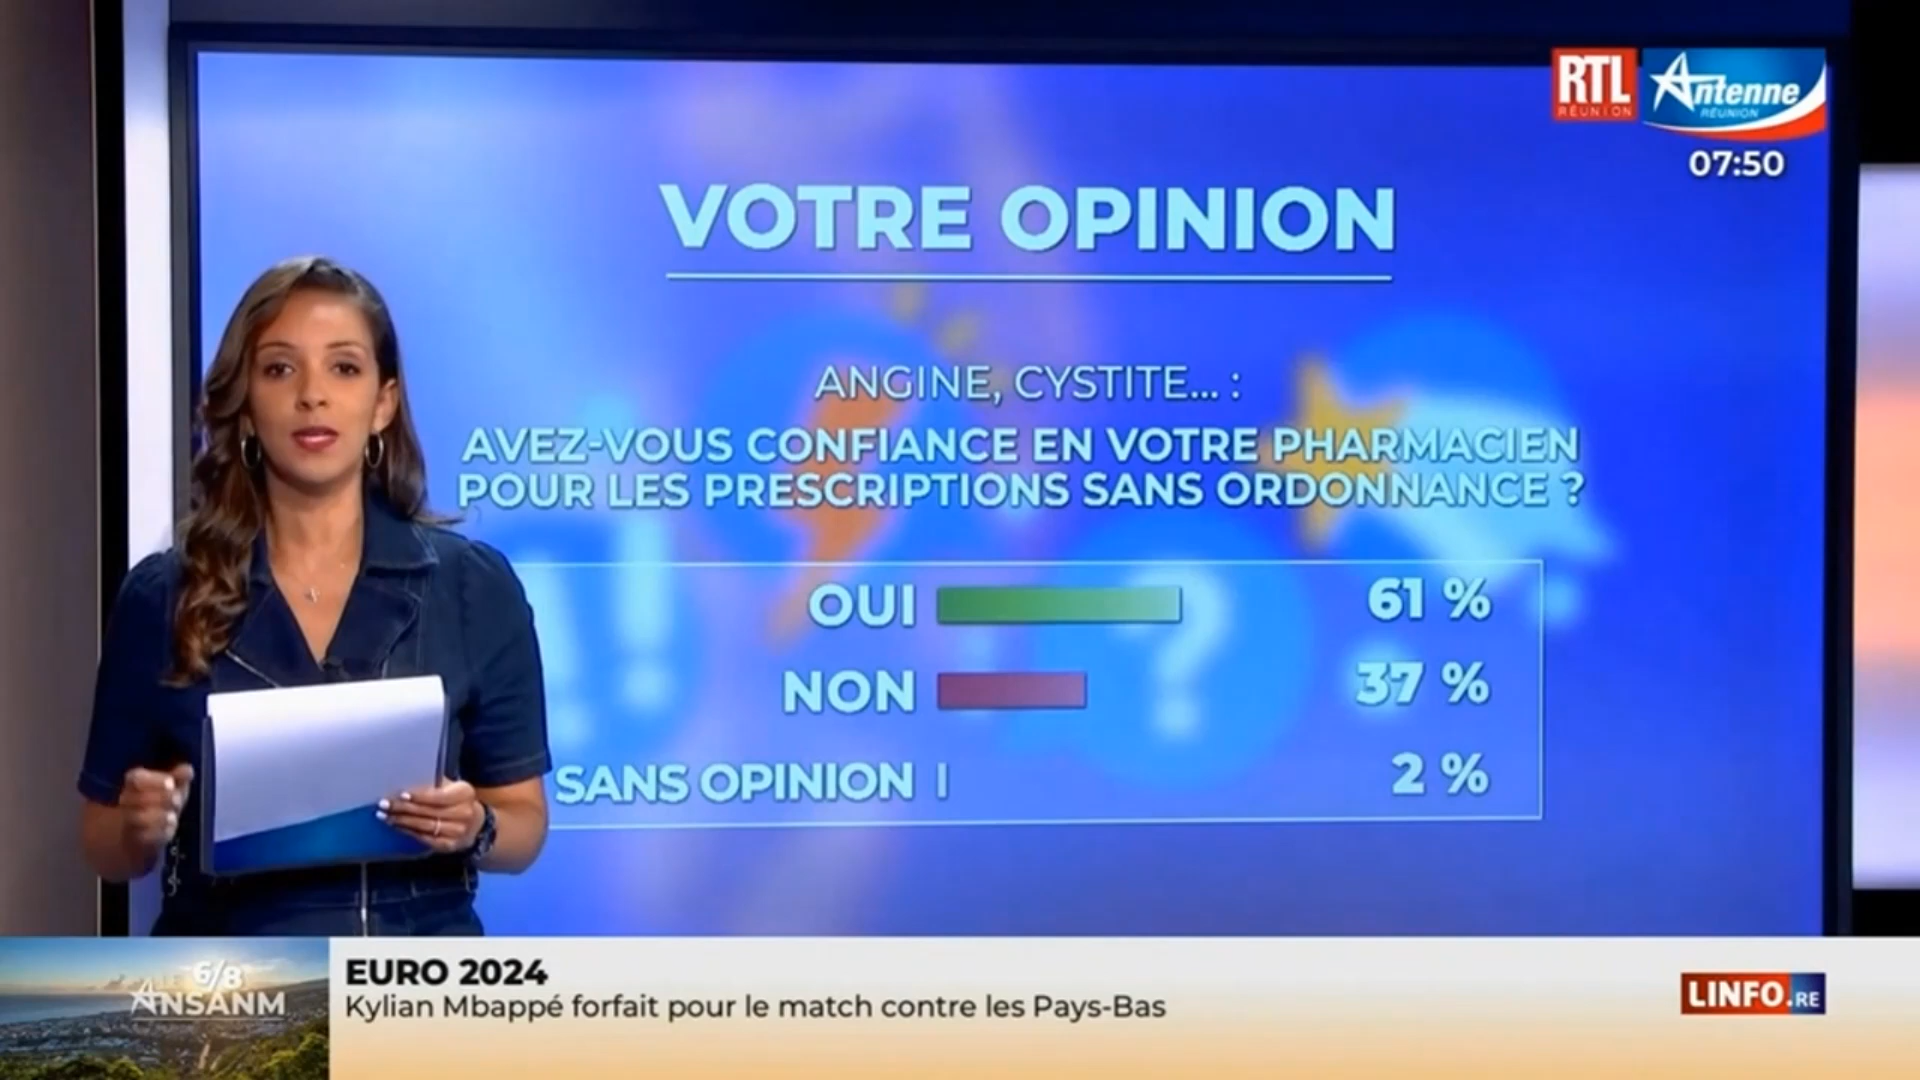 RTL
RÉUNION
Antenne
RÉUNION
07:50
VOTRE OPINION
ANGINE, CYSTITE... :
AVEZ-VOUS CONFIANCE EN VOTRE PHARMACIEN
POUR LES PRESCRIPTIONS SANS ORDONNANCE ?
OUI 61 %
NON 37 %
SANS OPINION 2 %
6/8
ANSANM
EURO 2024
Kylian Mbappé forfait pour le match contre les Pays-Bas
LINFO.RE